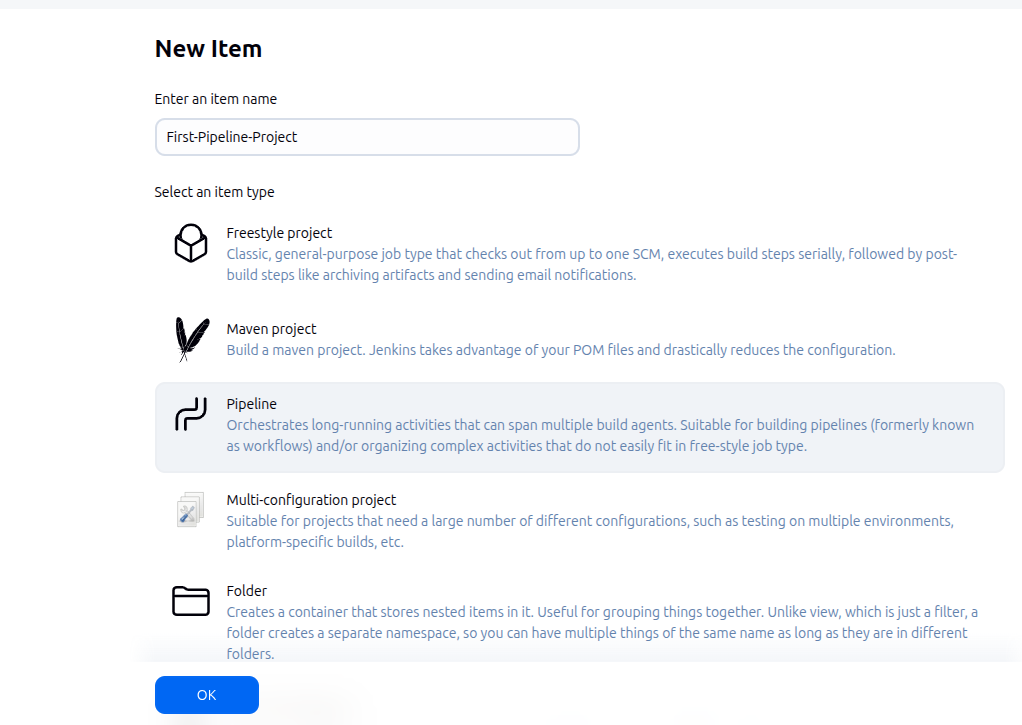 New Item
Enter an item name
First-Pipeline-Project
Select an item type
Freestyle project
Classic, general-purpose job type that checks out from up to one SCM, executes build steps serially, followed by post-
build steps like archiving artifacts and sending email notifications.
Maven project
Build a maven project. Jenkins takes advantage of your POM files and drastically reduces the configuration.
Pipeline
Orchestrates long-running activities that can span multiple build agents. Suitable for building pipelines (formerly known
as workflows) and/or organizing complex activities that do not easily fit in free-style job type.
Multi-configuration project
Suitable for projects that need a large number of different configurations, such as testing on multiple environments,
platform-specific builds, etc.
Folder
Creates a container that stores nested items in it. Useful for grouping things together. Unlike view, which is just a filter, a
folder creates a separate namespace, so you can have multiple things of the same name as long as they are in different
folders.
OK